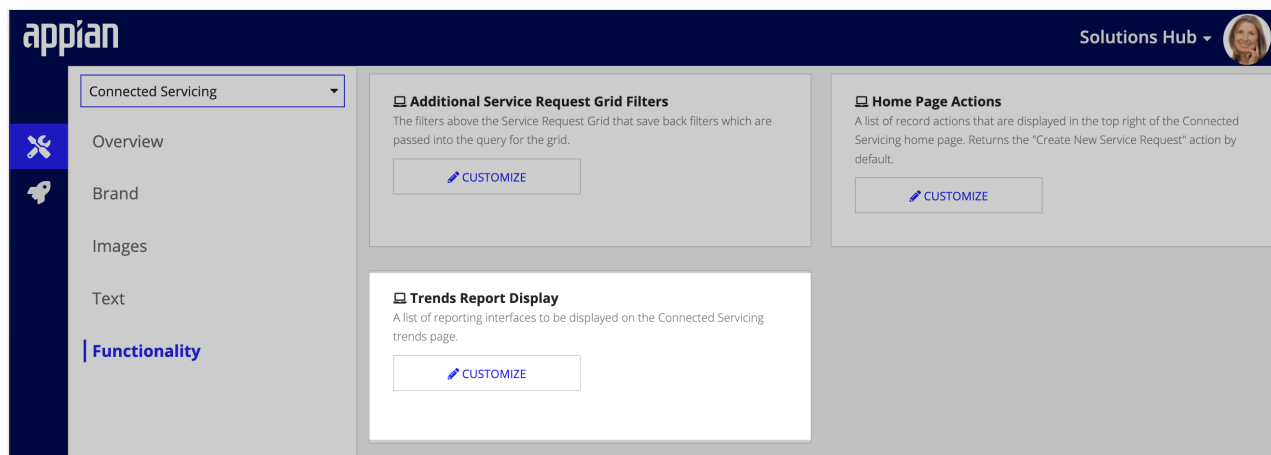 appian
Solutions Hub
Connected Servicing
Overview
Brand
Images
Text
Functionality
Additional Service Request Grid Filters
The filters above the Service Request Grid that save back filters which are
passed into the query for the grid.
CUSTOMIZE
Home Page Actions
A list of record actions that are displayed in the top right of the Connected
Servicing home page. Returns the "Create New Service Request" action by
default.
CUSTOMIZE
Trends Report Display
A list of reporting interfaces to be displayed on the Connected Servicing
trends page.
CUSTOMIZE